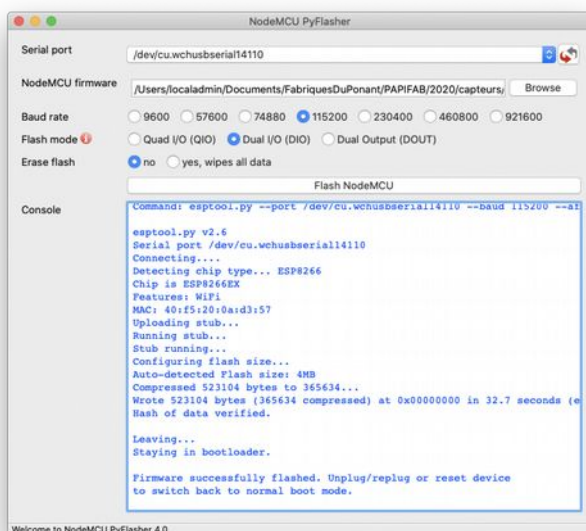 NodeMCU PyFlasher
Serial port
/dev/cu.wchusbserial14110
NodeMCU firmware
/Users/localadmin/Documents/FabriquesDuPonant/PAPIFAB/2020/capteurs/
Browse
Baud rate
9600 57600 74880 115200 230400 460800 921600
Flash mode
Quad I/O (QIO) Dual I/O (DIO) Dual Output (DOUT)
Erase flash
no yes, wipes all data
Flash NodeMCU
Console
Command: esptool.py --port /dev/cu.wchusbserial14110 --baud 115200 --af
esptool.py v2.6
Serial port /dev/cu.wchusbserial14110
Connecting....
Detecting chip type... ESP8266
Chip is ESP8266EX
Features: WiFi
MAC: 40:f5:20:0a:d3:57
Uploading stub...
Running stub...
Stub running...
Configuring flash size...
Auto-detected Flash size: 4MB
Compressed 523104 bytes to 365634...
Wrote 523104 bytes (365634 compressed) at 0x00000000 in 32.7 seconds (e
Hash of data verified.
Leaving...
Staying in bootloader.
Firmware successfully flashed. Unplug/replug or reset device
to switch back to normal boot mode.
Welcome to NodeMCU PyFlasher 4.0